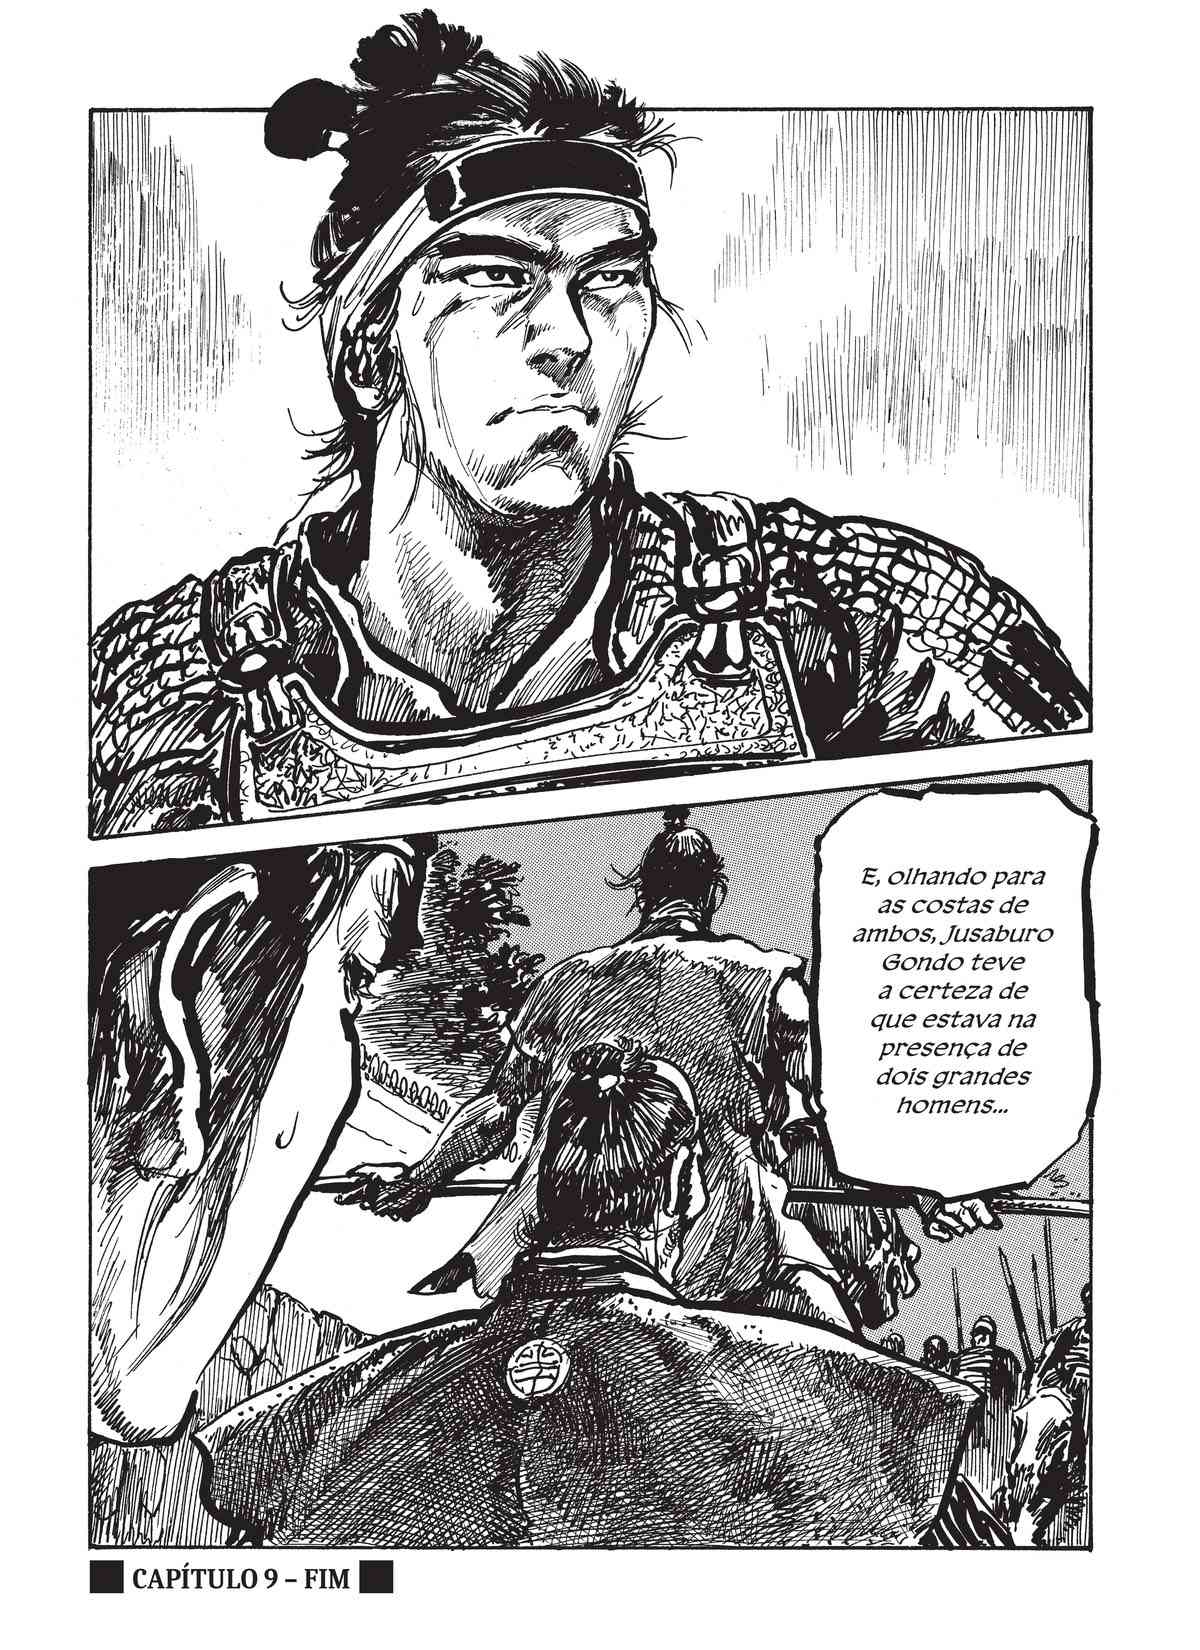 E, olhando para
as costas de
ambos, Jusaburo
Gondo teve
a certeza de
que estava na
presença de
dois grandes
homens...
CAPÍTULO 9 – FIM